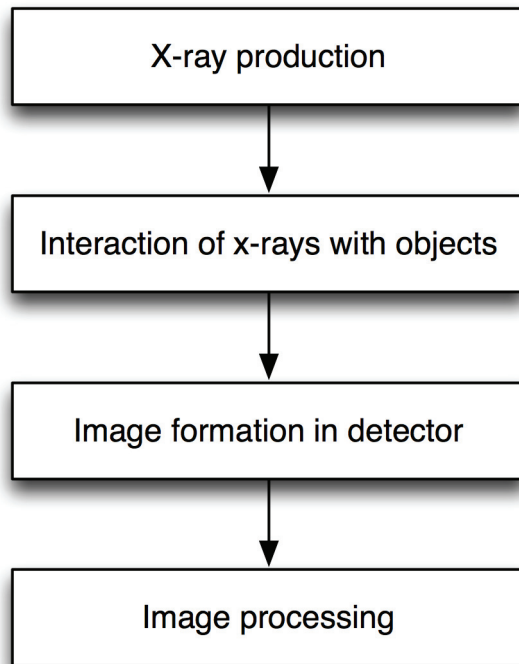 X-ray production
Interaction of x-rays with objects
Image formation in detector
Image processing